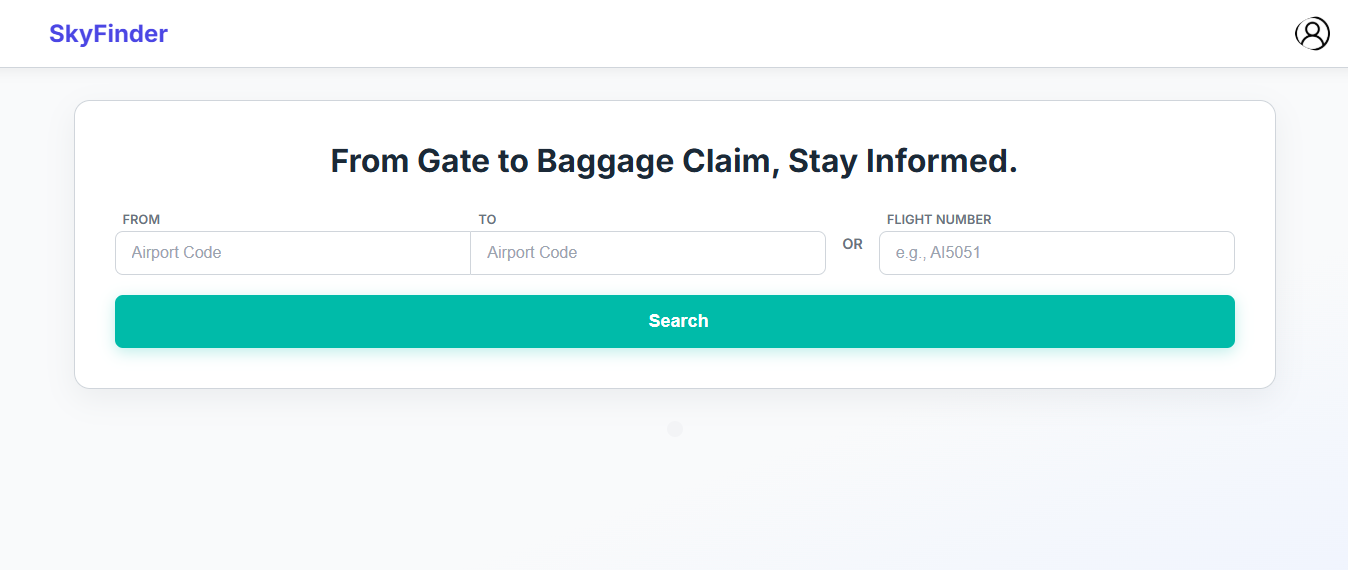 SkyFinder
From Gate to Baggage Claim, Stay Informed.
FROM
TO
FLIGHT NUMBER
Airport Code
Airport Code
OR
e.g., AI5051
Search